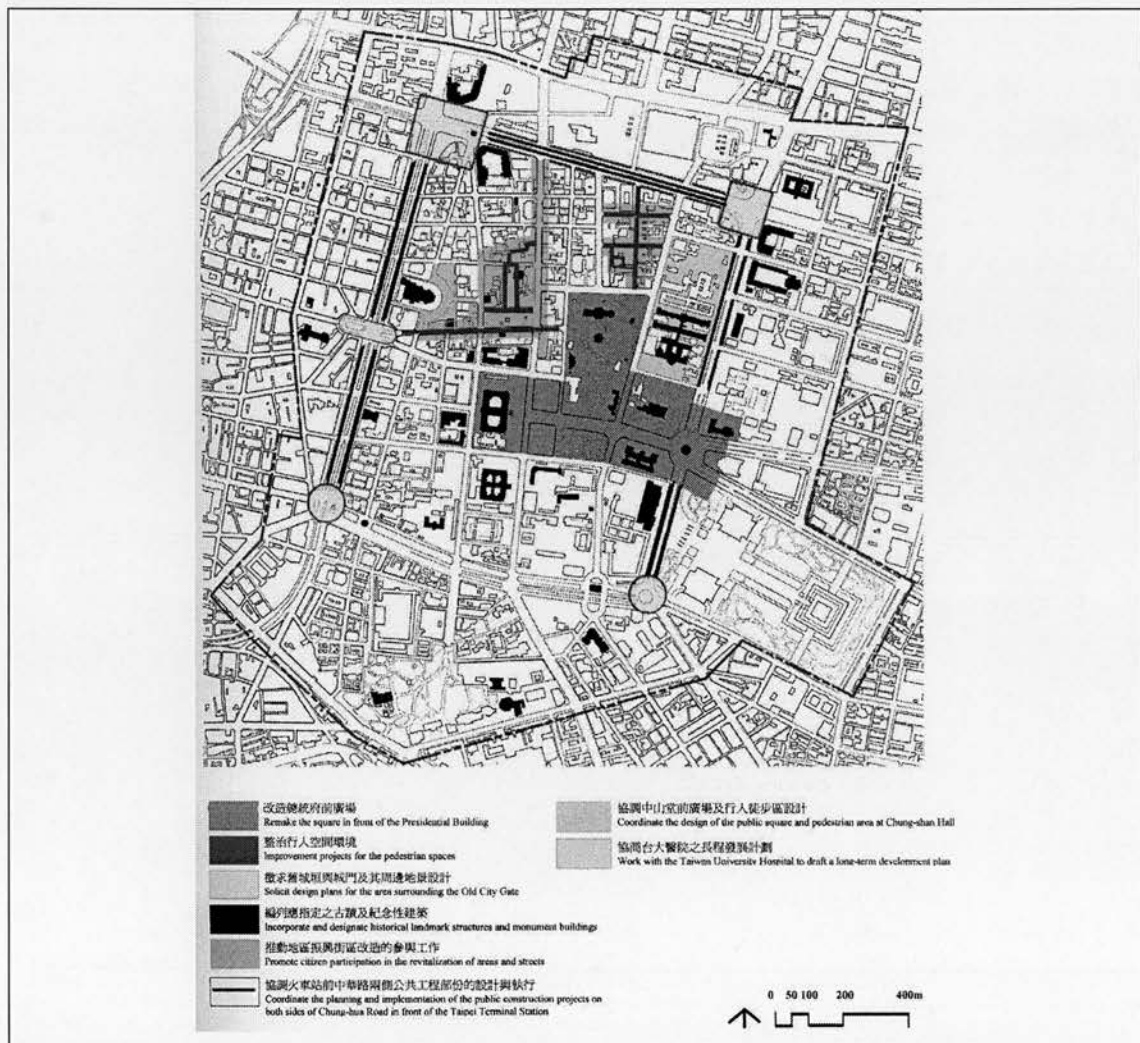 改造總統府前廣場
Remake the square in front of the Presidential Building
整治行人空間環境
Improvement projects for the pedestrian spaces
徵求舊城垣與城門及其周邊地景設計
Solicit design plans for the area surrounding the Old City Gate
編列應指定之古蹟及紀念性建築
Incorporate and designate historical landmark structures and monument buildings
推動地區振興街區改造的參與工作
Promote citizen participation in the revitalization of areas and streets
協調火車站前中華路兩側公共工程部份的設計與執行
Coordinate the planning and implementation of the public construction projects on
both sides of Chung-hua Road in front of the Taipei Terminal Station
協調中山堂前廣場及行人徒步區設計
Coordinate the design of the public square and pedestrian area at Chung-shan Hall
協商台大醫院之長程發展計劃
Work with the Taiwan University Hospital to draft a long-term development plan
0 50 100 200 400m